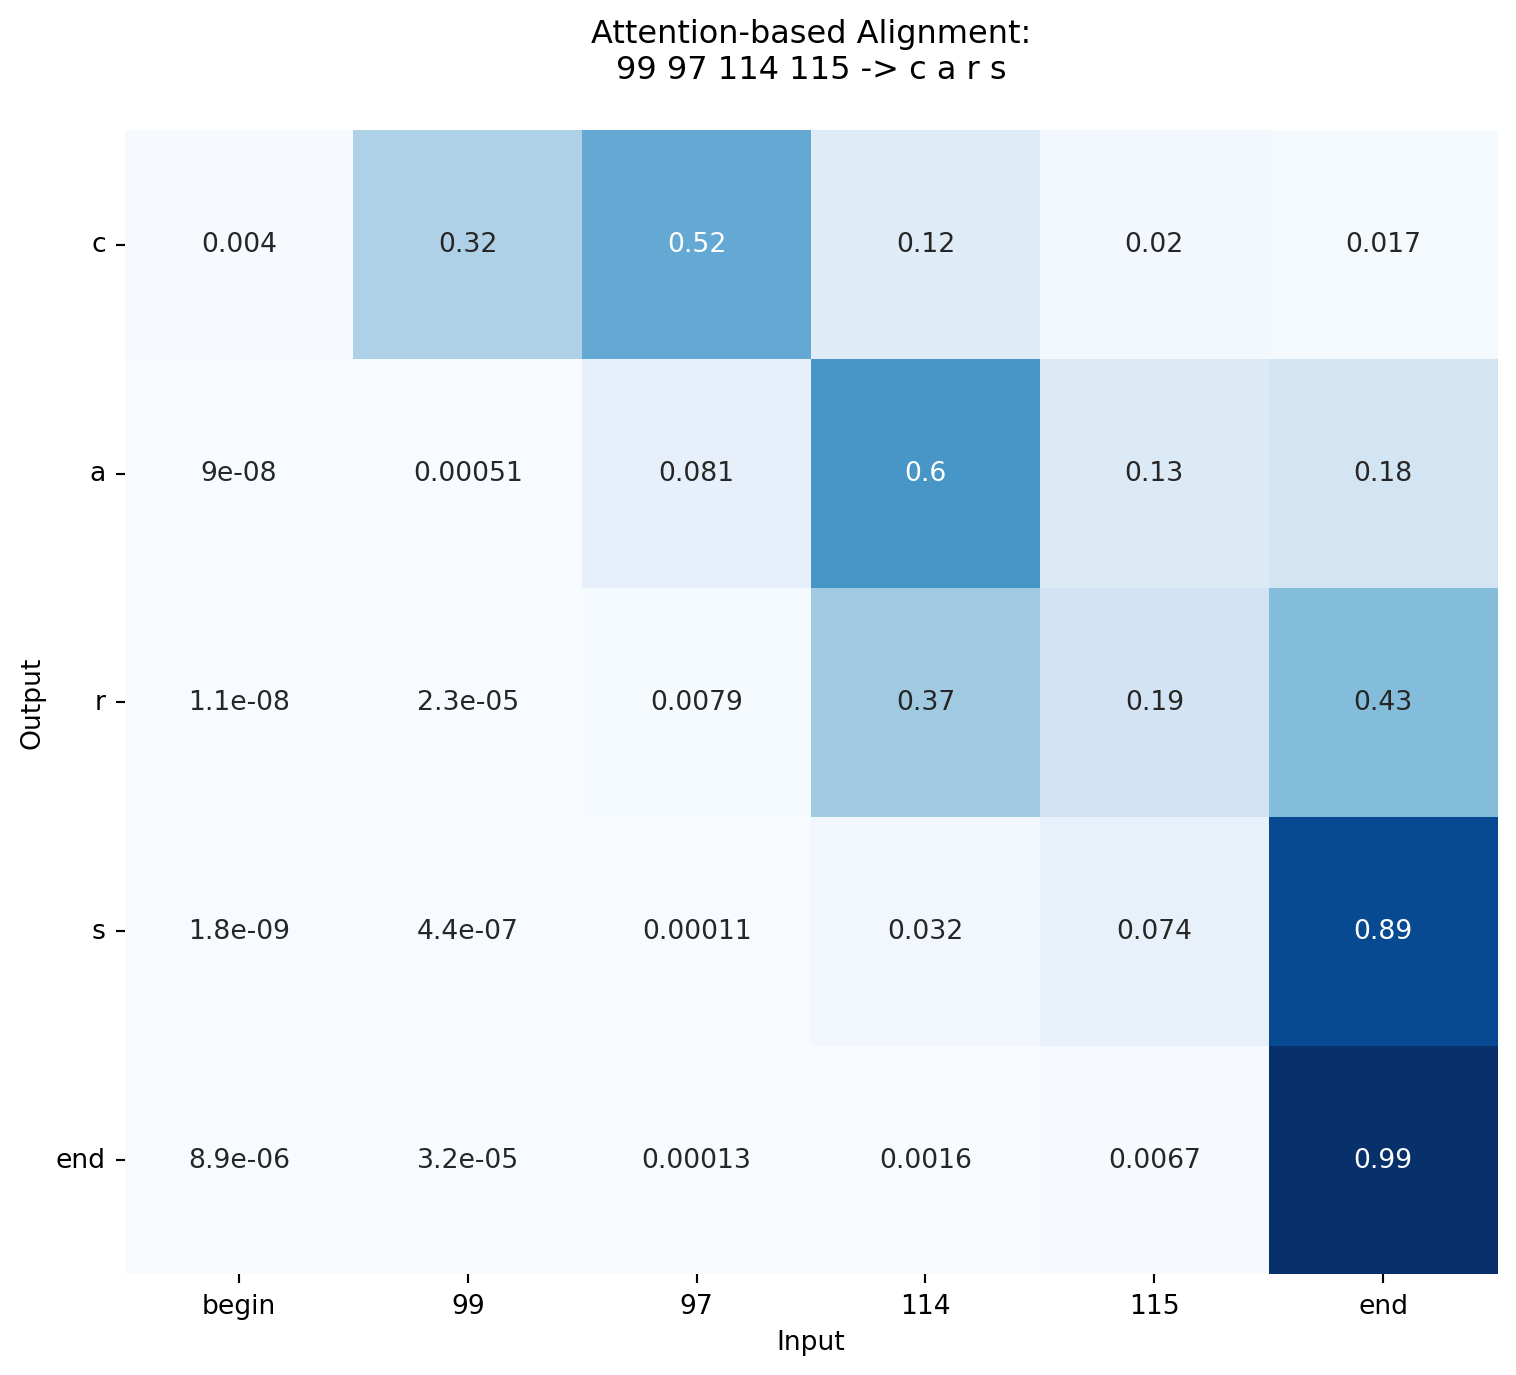 Attention-based Alignment:
99 97 114 115 -> c a r s
c 0.004 0.32 0.52 0.12 0.02 0.017
a 9e-08 0.00051 0.081 0.6 0.13 0.18
r 1.1e-08 2.3e-05 0.0079 0.37 0.19 0.43
s 1.8e-09 4.4e-07 0.00011 0.032 0.074 0.89
end 8.9e-06 3.2e-05 0.00013 0.0016 0.0067 0.99
begin 99 97 114 115 end
Input
Output